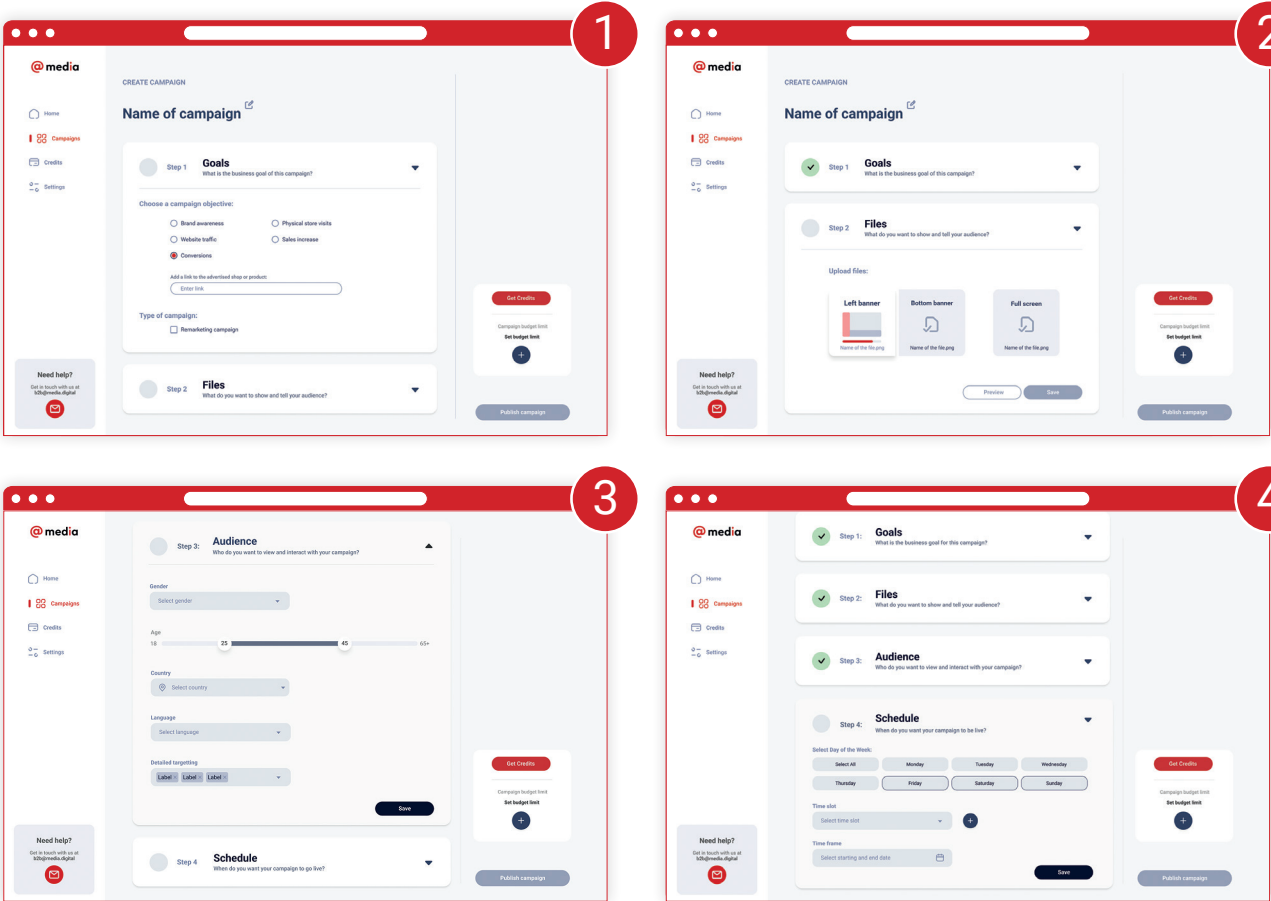 1
@media
Home
Campaigns
Credits
Settings
Need help?
Get in touch with us at
b2b@media.digital
CREATE CAMPAIGN
Name of campaign
Step 1
Goals
What is the business goal of this campaign?
Choose a campaign objective:
Brand awareness
Physical store visits
Website traffic
Sales increase
Conversions
Add a link to the advertised shop or product:
Enter link
Type of campaign:
Remarketing campaign
Step 2
Files
What do you want to show and tell your audience?
Get Credits
Campaign budget limit
Set budget limit
Publish campaign
2
@media
Home
Campaigns
Credits
Settings
Need help?
Get in touch with us at
b2b@media.digital
CREATE CAMPAIGN
Name of campaign
Step 1
Goals
What is the business goal of this campaign?
Step 2
Files
What do you want to show and tell your audience?
Upload files:
Left banner
Name of the file.png
Bottom banner
Name of the file.png
Full screen
Name of the file.png
Preview
Save
Get Credits
Campaign budget limit
Set budget limit
Publish campaign
3
@media
Home
Campaigns
Credits
Settings
Need help?
Get in touch with us at
b2b@media.digital
Step 3:
Audience
Who do you want to view and interact with your campaign?
Gender
Select gender
Age
18
25
45
65+
Country
Select country
Language
Select language
Detailed targetting
Label × Label × Label ×
Save
Step 4
Schedule
When do you want your campaign to go live?
Get Credits
Campaign budget limit
Set budget limit
Publish campaign
4
@media
Home
Campaigns
Credits
Settings
Need help?
Get in touch with us at
b2b@media.digital
Step 1:
Goals
What is the business goal for this campaign?
Step 2:
Files
What do you want to show and tell your audience?
Step 3:
Audience
Who do you want to view and interact with your campaign?
Step 4:
Schedule
When do you want your campaign to be live?
Select Day of the Week:
Select All
Monday
Tuesday
Wednesday
Thursday
Friday
Saturday
Sunday
Time slot
Select time slot
Time frame
Select starting and end date
Save
Get Credits
Campaign budget limit
Set budget limit
Publish campaign